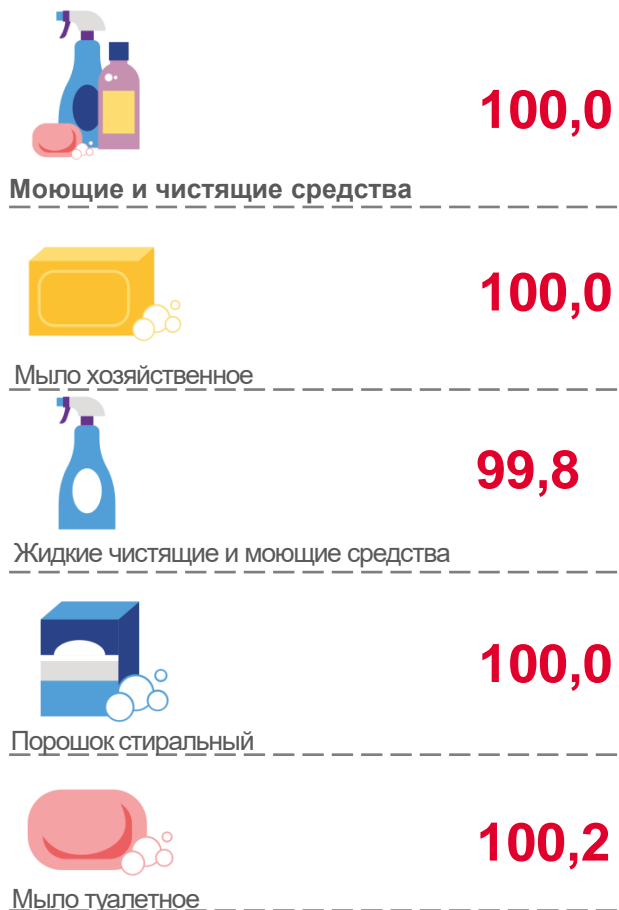 100,0
Моющие и чистящие средства
100,0
Мыло хозяйственное
99,8
Жидкие чистящие и моющие средства
100,0
Порошок стиральный
100,2
Мыло туалетное